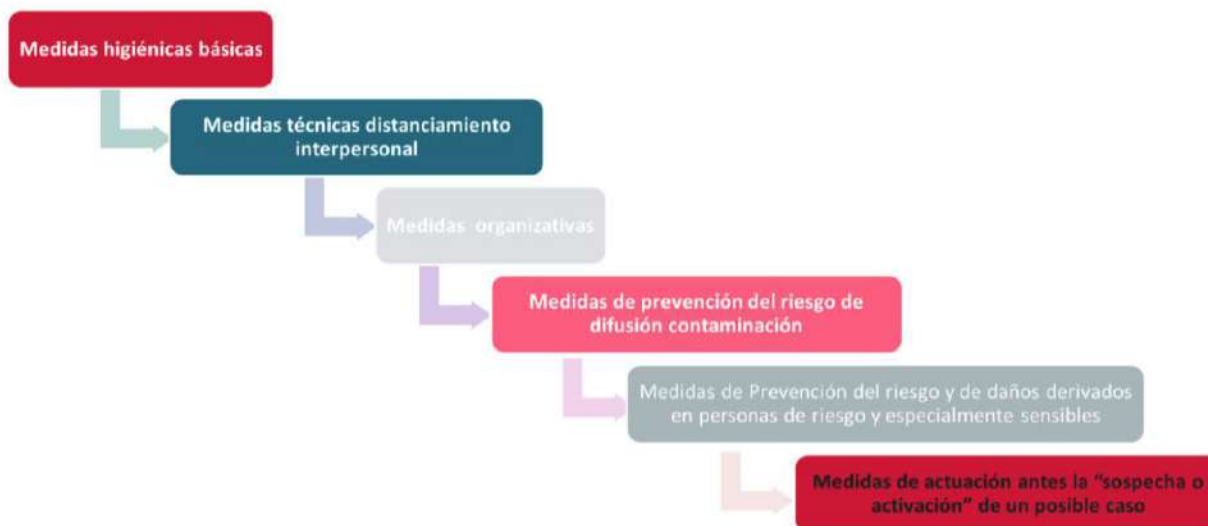 Medidas higiénicas básicas
Medidas técnicas distanciamiento
interpersonal
Medidas organizativas
Medidas de prevención del riesgo de
difusión contaminación
Medidas de Prevención del riesgo y de daños derivados
en personas de riesgo y especialmente sensibles
Medidas de actuación antes la “sospecha o
activación” de un posible caso